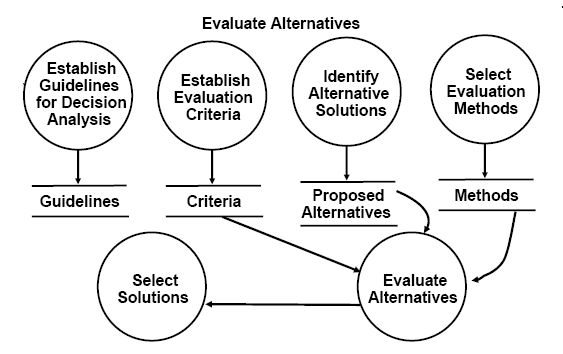 Evaluate Alternatives
Establish
Guidelines
for Decision
Analysis
Establish
Evaluation
Criteria
Identify
Alternative
Solutions
Select
Evaluation
Methods
Guidelines
Criteria
Proposed
Alternatives
Methods
Select
Solutions
Evaluate
Alternatives